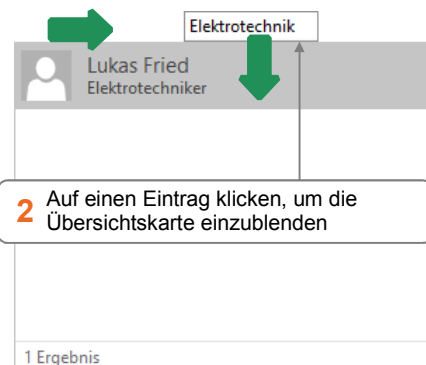 Elektrotechnik
Lukas Fried
Elektrotechniker
2 Auf einen Eintrag klicken, um die
Übersichtskarte einzublenden
1 Ergebnis